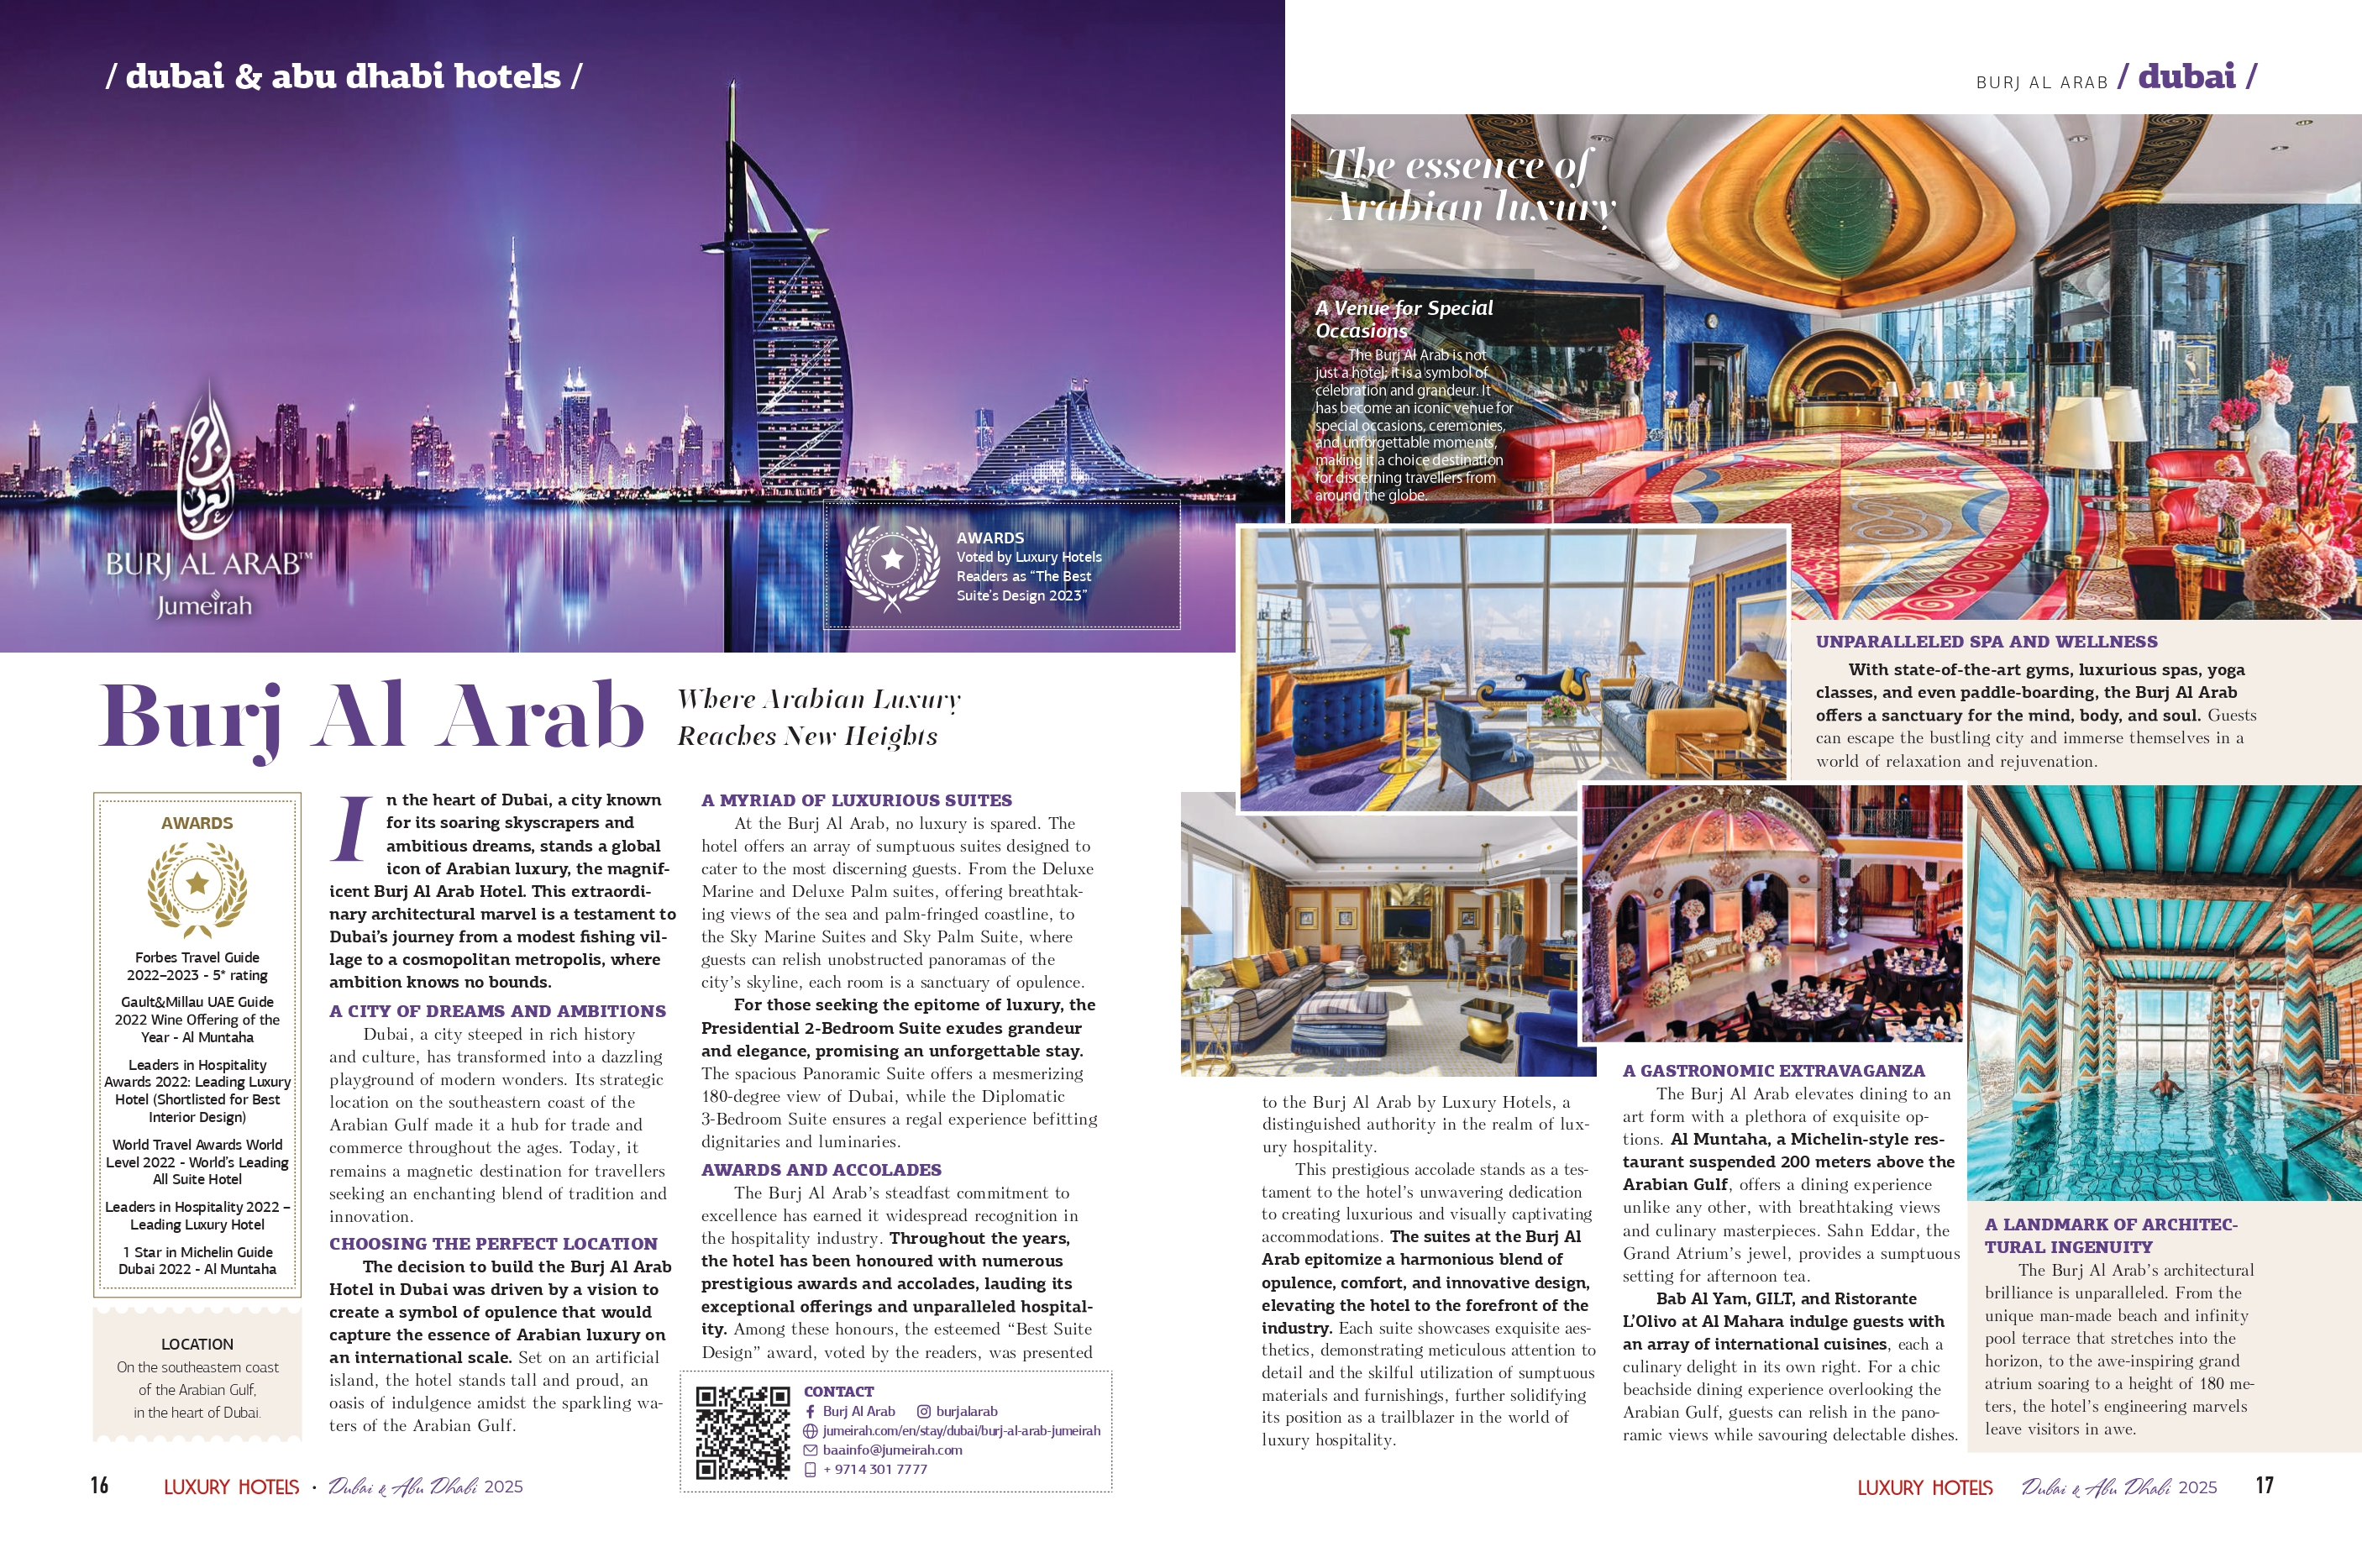 / dubai & abu dhabi hotels /
برج
العرب
BURJ AL ARAB™
Jumeirah
AWARDS
Voted by Luxury Hotels
Readers as “The Best
Suite’s Design 2023”
Burj Al Arab
Where Arabian Luxury
Reaches New Heights
AWARDS
Forbes Travel Guide
2022–2023 - 5* rating
Gault&Millau UAE Guide
2022 Wine Offering of the
Year - Al Muntaha
Leaders in Hospitality
Awards 2022: Leading Luxury
Hotel (Shortlisted for Best
Interior Design)
World Travel Awards World
Level 2022 - World’s Leading
All Suite Hotel
Leaders in Hospitality 2022 –
Leading Luxury Hotel
1 Star in Michelin Guide
Dubai 2022 - Al Muntaha
LOCATION
On the southeastern coast
of the Arabian Gulf,
in the heart of Dubai.
In the heart of Dubai, a city known
for its soaring skyscrapers and
ambitious dreams, stands a global
icon of Arabian luxury, the magnif-
icent Burj Al Arab Hotel. This extraordi-
nary architectural marvel is a testament to
Dubai’s journey from a modest fishing vil-
lage to a cosmopolitan metropolis, where
ambition knows no bounds.
A CITY OF DREAMS AND AMBITIONS
Dubai, a city steeped in rich history
and culture, has transformed into a dazzling
playground of modern wonders. Its strategic
location on the southeastern coast of the
Arabian Gulf made it a hub for trade and
commerce throughout the ages. Today, it
remains a magnetic destination for travellers
seeking an enchanting blend of tradition and
innovation.
CHOOSING THE PERFECT LOCATION
The decision to build the Burj Al Arab
Hotel in Dubai was driven by a vision to
create a symbol of opulence that would
capture the essence of Arabian luxury on
an international scale. Set on an artificial
island, the hotel stands tall and proud, an
oasis of indulgence amidst the sparkling wa-
ters of the Arabian Gulf.
A MYRIAD OF LUXURIOUS SUITES
At the Burj Al Arab, no luxury is spared. The
hotel offers an array of sumptuous suites designed to
cater to the most discerning guests. From the Deluxe
Marine and Deluxe Palm suites, offering breathtak-
ing views of the sea and palm-fringed coastline, to
the Sky Marine Suites and Sky Palm Suite, where
guests can relish unobstructed panoramas of the
city’s skyline, each room is a sanctuary of opulence.
For those seeking the epitome of luxury, the
Presidential 2-Bedroom Suite exudes grandeur
and elegance, promising an unforgettable stay.
The spacious Panoramic Suite offers a mesmerizing
180-degree view of Dubai, while the Diplomatic
3-Bedroom Suite ensures a regal experience befitting
dignitaries and luminaries.
AWARDS AND ACCOLADES
The Burj Al Arab’s steadfast commitment to
excellence has earned it widespread recognition in
the hospitality industry. Throughout the years,
the hotel has been honoured with numerous
prestigious awards and accolades, lauding its
exceptional offerings and unparalleled hospital-
ity. Among these honours, the esteemed “Best Suite
Design” award, voted by the readers, was presented
CONTACT
Burj Al Arab burjalarab
jumeirah.com/en/stay/dubai/burj-al-arab-jumeirah
baainfo@jumeirah.com
+ 9714 301 7777
16 LUXURY HOTELS · Dubai & Abu Dhabi 2025
BURJ AL ARAB / dubai /
The essence of
Arabian luxury
A Venue for Special
Occasions
The Burj Al Arab is not
just a hotel; it is a symbol of
celebration and grandeur. It
has become an iconic venue for
special occasions, ceremonies,
and unforgettable moments,
making it a choice destination
for discerning travellers from
around the globe.
UNPARALLELED SPA AND WELLNESS
With state-of-the-art gyms, luxurious spas, yoga
classes, and even paddle-boarding, the Burj Al Arab
offers a sanctuary for the mind, body, and soul. Guests
can escape the bustling city and immerse themselves in a
world of relaxation and rejuvenation.
to the Burj Al Arab by Luxury Hotels, a
distinguished authority in the realm of lux-
ury hospitality.
This prestigious accolade stands as a tes-
tament to the hotel’s unwavering dedication
to creating luxurious and visually captivating
accommodations. The suites at the Burj Al
Arab epitomize a harmonious blend of
opulence, comfort, and innovative design,
elevating the hotel to the forefront of the
industry. Each suite showcases exquisite aes-
thetics, demonstrating meticulous attention to
detail and the skilful utilization of sumptuous
materials and furnishings, further solidifying
its position as a trailblazer in the world of
luxury hospitality.
A GASTRONOMIC EXTRAVAGANZA
The Burj Al Arab elevates dining to an
art form with a plethora of exquisite op-
tions. Al Muntaha, a Michelin-style res-
taurant suspended 200 meters above the
Arabian Gulf, offers a dining experience
unlike any other, with breathtaking views
and culinary masterpieces. Sahn Eddar, the
Grand Atrium’s jewel, provides a sumptuous
setting for afternoon tea.
Bab Al Yam, GILT, and Ristorante
L’Olivo at Al Mahara indulge guests with
an array of international cuisines, each a
culinary delight in its own right. For a chic
beachside dining experience overlooking the
Arabian Gulf, guests can relish in the pano-
ramic views while savouring delectable dishes.
A LANDMARK OF ARCHITEC-
TURAL INGENUITY
The Burj Al Arab’s architectural
brilliance is unparalleled. From the
unique man-made beach and infinity
pool terrace that stretches into the
horizon, to the awe-inspiring grand
atrium soaring to a height of 180 me-
ters, the hotel’s engineering marvels
leave visitors in awe.
LUXURY HOTELS Dubai & Abu Dhabi 2025 17